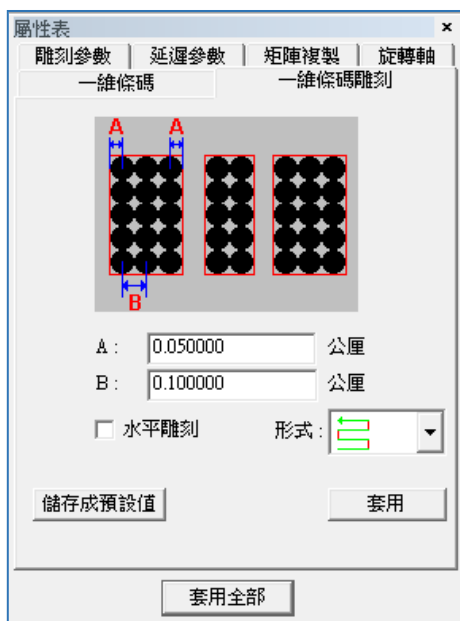 屬性表
雕刻參數 延遲參數 矩陣複製 旋轉軸
一維條碼 一維條碼雕刻
A A
B
A : 0.050000 公厘
B : 0.100000 公厘
水平雕刻 形式 :
儲存成預設值 套用
套用全部